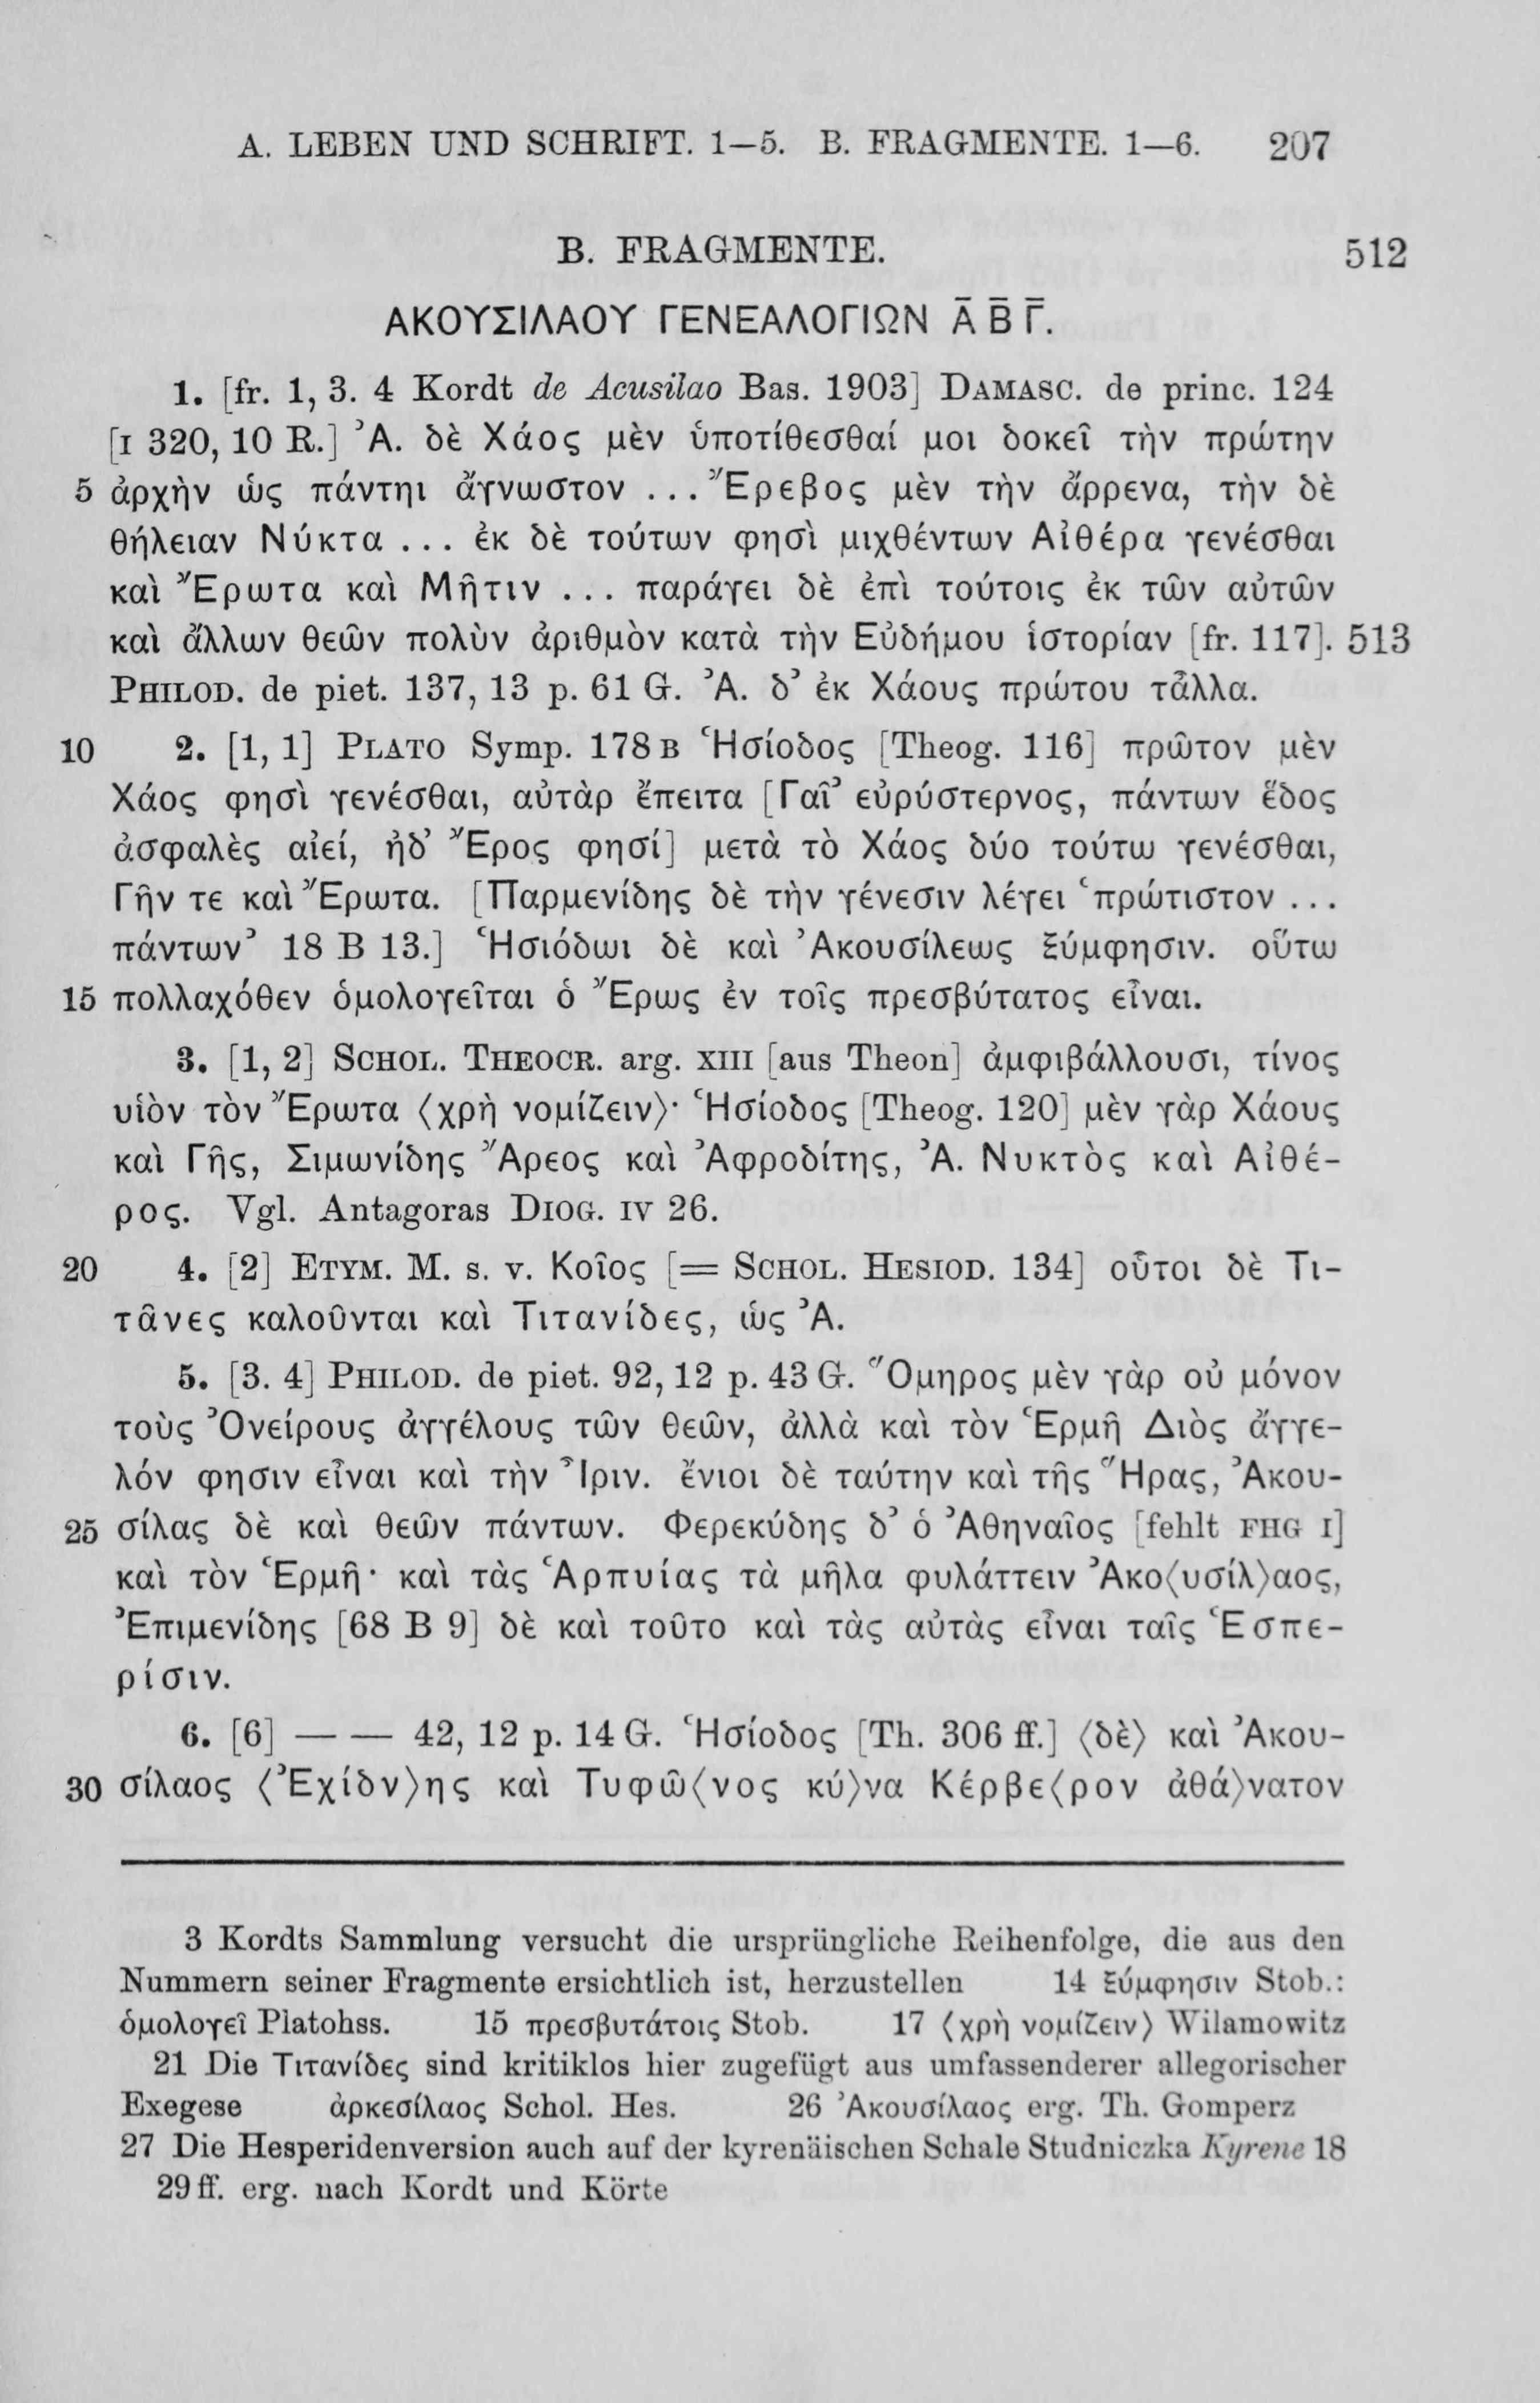 A. LEBEN UND SCHRIFT. 1–5. B. FRAGMENTE. 1–6. 207
B. FRAGMENTE. 512
ΑΚΟΥΣΙΛΑΟΥ ΓΕΝΕΑΛΟΓΙΩΝ Α̅ Β̅ Γ̅.
1. [fr. 1, 3. 4 Kordt de Acusilao Bas. 1903] DAMASC. de princ. 124
[I 320, 10 R.] Ἀ. δὲ Χάος μὲν ὑποτίθεσθαί μοι δοκεῖ τὴν πρώτην
5 ἀρχὴν ὡς πάντηι ἄγνωστον ... Ἔρεβος μὲν τὴν ἄρρενα, τὴν δὲ
θήλειαν Νύκτα ... ἐκ δὲ τούτων φησὶ μιχθέντων Αἰθέρα γενέσθαι
καὶ Ἔρωτα καὶ Μῆτιν ... παράγει δὲ ἐπὶ τούτοις ἐκ τῶν αὐτῶν
καὶ ἄλλων θεῶν πολὺν ἀριθμὸν κατὰ τὴν Εὐδήμου ἱστορίαν [fr. 117]. 513
PHILOD. de piet. 137, 13 p. 61 G. Ἀ. δ’ ἐκ Χάους πρώτου τἆλλα.
10 2. [1, 1] PLATO Symp. 178 B Ἡσίοδος [Theog. 116] πρῶτον μὲν
Χάος φησὶ γενέσθαι, αὐτὰρ ἔπειτα [Γαῖ’ εὐρύστερνος, πάντων ἕδος
ἀσφαλὲς αἰεί, ἠδ’ Ἔρος φησί] μετὰ τὸ Χάος δύο τούτω γενέσθαι,
Γῆν τε καὶ Ἔρωτα. [Παρμενίδης δὲ τὴν γένεσιν λέγει ‘πρώτιστον ...
πάντων’ 18 B 13.] Ἡσιόδωι δὲ καὶ Ἀκουσίλεως ξύμφησιν. οὕτω
15 πολλαχόθεν ὁμολογεῖται ὁ Ἔρως ἐν τοῖς πρεσβύτατος εἶναι.
3. [1, 2] SCHOL. THEOCR. arg. XIII [aus Theon] ἀμφιβάλλουσι, τίνος
υἱὸν τὸν Ἔρωτα ⟨χρὴ νομίζειν⟩· Ἡσίοδος [Theog. 120] μὲν γὰρ Χάους
καὶ Γῆς, Σιμωνίδης Ἄρεος καὶ Ἀφροδίτης, Ἀ. Νυκτὸς καὶ Αἰθέ-
ρος. Vgl. Antagoras DIOG. IV 26.
20 4. [2] ETYM. M. s. v. Κοῖος [= SCHOL. HESIOD. 134] οὗτοι δὲ Τι-
τᾶνες καλοῦνται καὶ Τιτανίδες, ὡς Ἀ.
5. [3. 4] PHILOD. de piet. 92, 12 p. 43 G. Ὅμηρος μὲν γὰρ οὐ μόνον
τοὺς Ὀνείρους ἀγγέλους τῶν θεῶν, ἀλλὰ καὶ τὸν Ἑρμῆ Διὸς ἄγγε-
λόν φησιν εἶναι καὶ τὴν Ἶριν. ἔνιοι δὲ ταύτην καὶ τῆς Ἥρας, Ἀκου-
25 σίλας δὲ καὶ θεῶν πάντων. Φερεκύδης δ’ ὁ Ἀθηναῖος [fehlt FHG I]
καὶ τὸν Ἑρμῆ· καὶ τὰς Ἁρπυίας τὰ μῆλα φυλάττειν Ἀκο⟨υσίλ⟩αος,
Ἐπιμενίδης [68 B 9] δὲ καὶ τοῦτο καὶ τὰς αὐτὰς εἶναι ταῖς Ἑσπε-
ρίσιν.
6. [6] — — 42, 12 p. 14 G. Ἡσίοδος [Th. 306 ff.] ⟨δὲ⟩ καὶ Ἀκου-
30 σίλαος ⟨Ἐχίδν⟩ης καὶ Τυφῶ⟨νος κύ⟩να Κέρβε⟨ρον ἀθά⟩νατον
3 Kordts Sammlung versucht die ursprüngliche Reihenfolge, die aus den
Nummern seiner Fragmente ersichtlich ist, herzustellen 14 ξύμφησιν Stob.:
ὁμολογεῖ Platohss. 15 πρεσβυτάτοις Stob. 17 ⟨χρὴ νομίζειν⟩ Wilamowitz
21 Die Τιτανίδες sind kritiklos hier zugefügt aus umfassenderer allegorischer
Exegese ἀρκεσίλαος Schol. Hes. 26 Ἀκουσίλαος erg. Th. Gomperz
27 Die Hesperidenversion auch auf der kyrenäischen Schale Studniczka Kyrene 18
29 ff. erg. nach Kordt und Körte